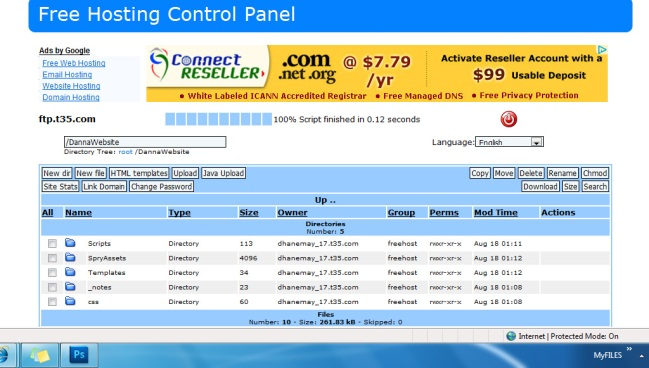 Free Hosting Control Panel
Ads by Google
Free Web Hosting
Email Hosting
Website Hosting
Domain Hosting
CONNECT RESELLER
.com .net .org @ $7.79 /yr
Activate Reseller Account with a $99 Usable Deposit
• White Labeled ICANN Accredited Registrar • Free Managed DNS • Free Privacy Protection
ftp.t35.com 100% Script finished in 0.12 seconds
/DannaWebsite Language: English
Directory Tree: root /DannaWebsite
New dir New file HTML templates Upload Java Upload Copy Move Delete Rename Chmod
Site Stats Link Domain Change Password Download Size Search
Up ..
All Name Type Size Owner Group Perms Mod Time Actions
Directories
Number: 5
Scripts Directory 113 dhanemay_17.t35.com freehost rwxr-xr-x Aug 18 01:11
SpryAssets Directory 4096 dhanemay_17.t35.com freehost rwxr-xr-x Aug 18 01:12
Templates Directory 34 dhanemay_17.t35.com freehost rwxr-xr-x Aug 18 01:12
_notes Directory 23 dhanemay_17.t35.com freehost rwxr-xr-x Aug 18 01:08
css Directory 60 dhanemay_17.t35.com freehost rwxr-xr-x Aug 18 01:08
Files
Number: 10 - Size: 261.83 kB - Skipped: 0
Internet | Protected Mode: On
Ps MyFILES »